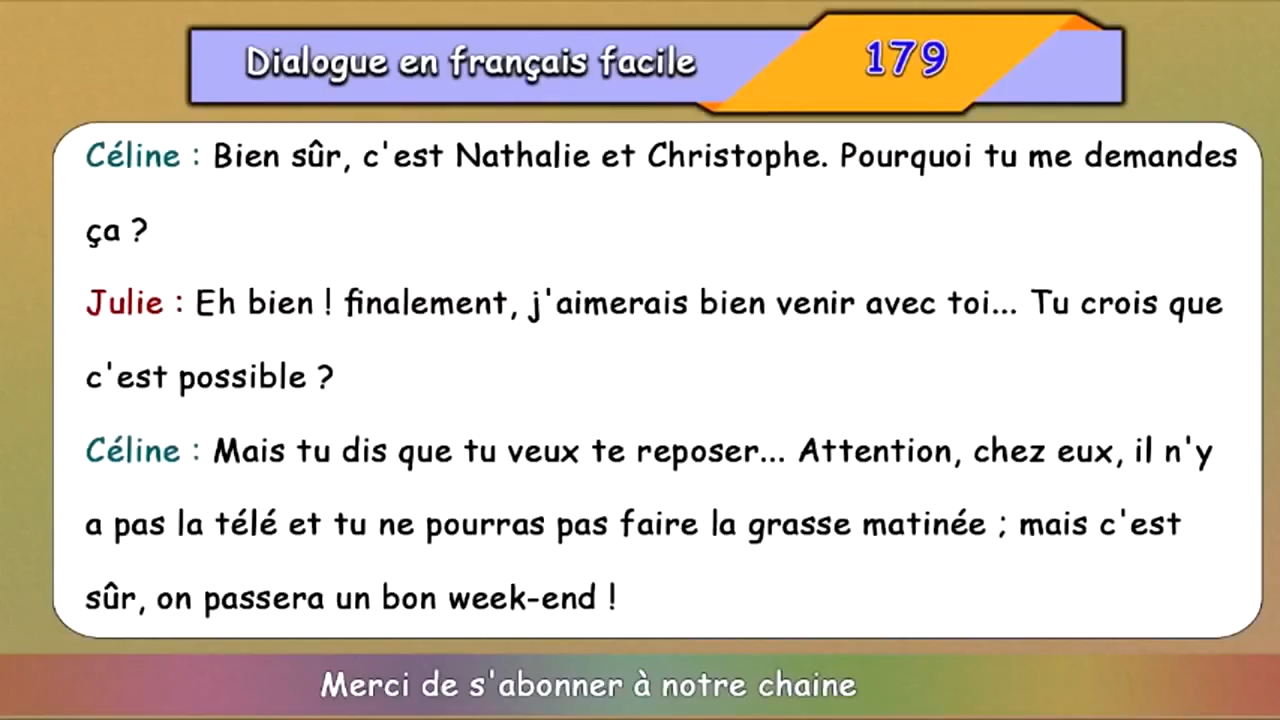 Dialogue en français facile
179
Céline : Bien sûr, c'est Nathalie et Christophe. Pourquoi tu me demandes
ça ?
Julie : Eh bien ! finalement, j'aimerais bien venir avec toi... Tu crois que
c'est possible ?
Céline : Mais tu dis que tu veux te reposer... Attention, chez eux, il n'y
a pas la télé et tu ne pourras pas faire la grasse matinée ; mais c'est
sûr, on passera un bon week-end !
Merci de s'abonner à notre chaine